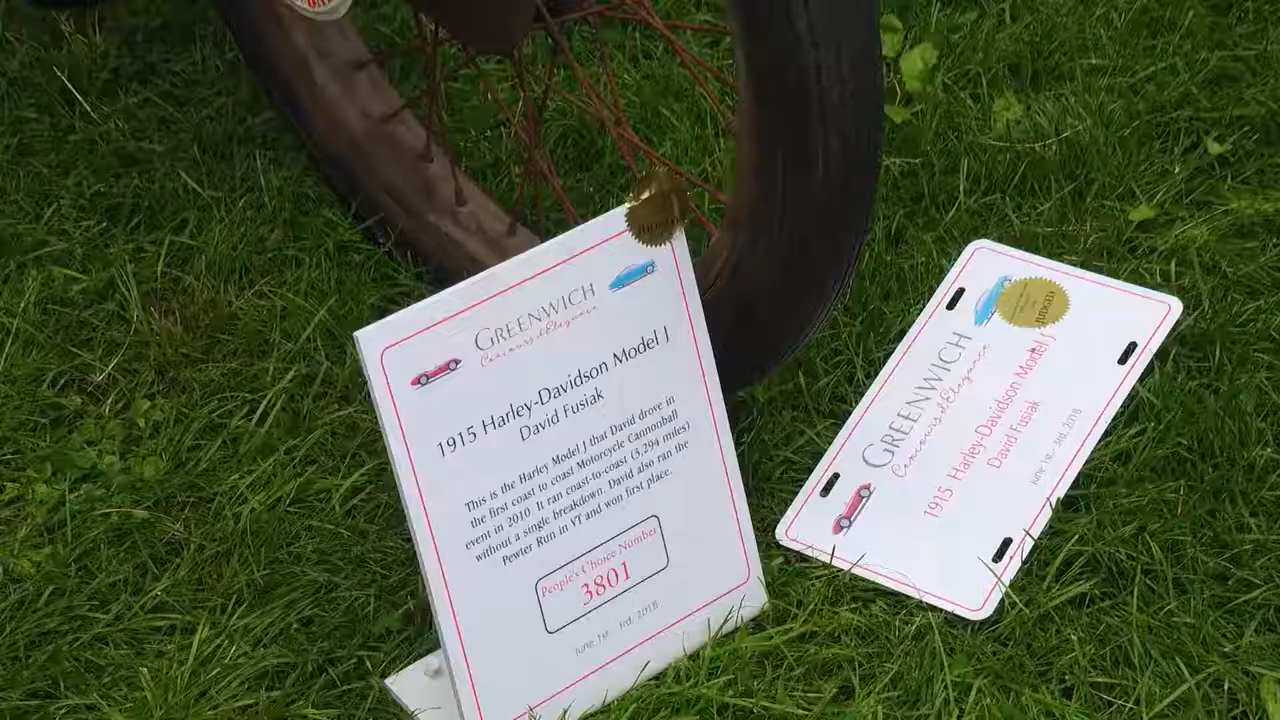 JUDGED
GREENWICH
Concours d'Elegance
1915 Harley-Davidson Model J
David Fusiak
This is the Harley Model J that David drove in
the first coast to coast Motorcycle Cannonball
event in 2010. It ran coast-to-coast (3,294 miles)
without a single breakdown. David also ran the
Pewter Run in VT and won first place.
People's Choice Number
3801
June 1st - 3rd, 2018
JUDGED
GREENWICH
Concours d'Elegance
1915 Harley-Davidson Model J
David Fusiak
June 1st - 3rd, 2018